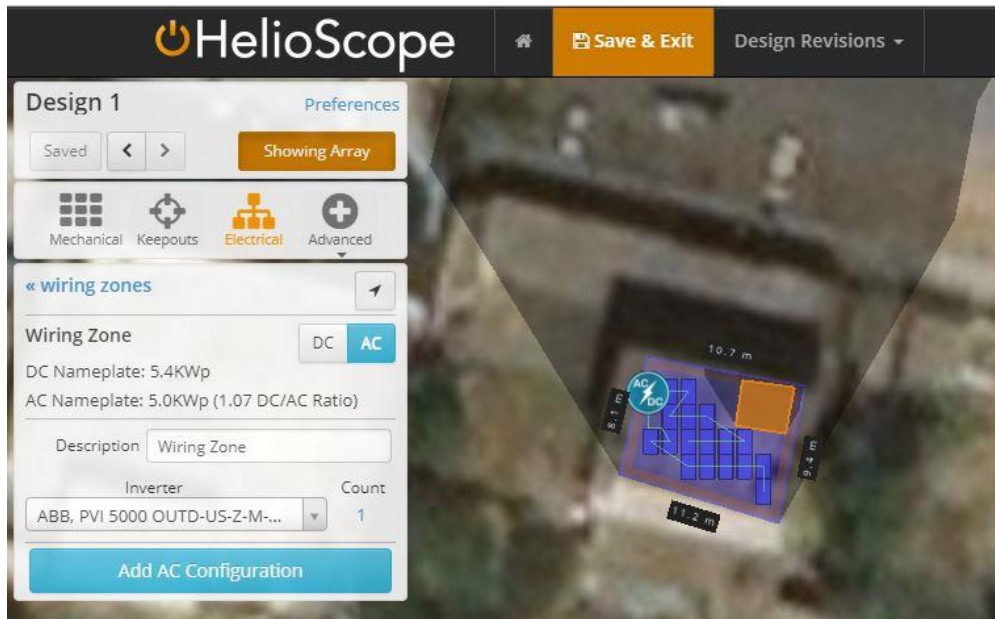 HelioScope
Save & Exit
Design Revisions
Design 1
Preferences
Saved
<
>
Showing Array
Mechanical
Keepouts
Electrical
Advanced
« wiring zones
Wiring Zone
DC
AC
DC Nameplate: 5.4KWp
AC Nameplate: 5.0KWp (1.07 DC/AC Ratio)
Description
Wiring Zone
Inverter
Count
ABB, PVI 5000 OUTD-US-Z-M-...
1
Add AC Configuration
10.7 m
8.1 m
AC
DC
9.4 m
11.2 m